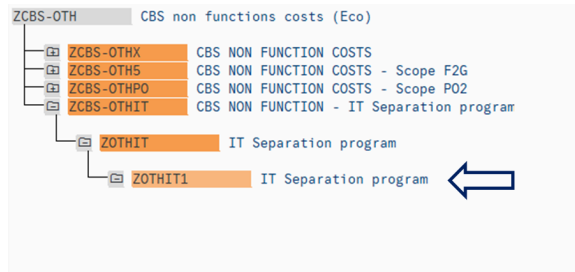 ZCBS-OTH CBS non functions costs (Eco)
ZCBS-OTHX CBS NON FUNCTION COSTS
ZCBS-OTH5 CBS NON FUNCTION COSTS - Scope F2G
ZCBS-OTHPO CBS NON FUNCTION COSTS - Scope PO2
ZCBS-OTHIT CBS NON FUNCTION - IT Separation program
ZOTHIT IT Separation program
ZOTHIT1 IT Separation program